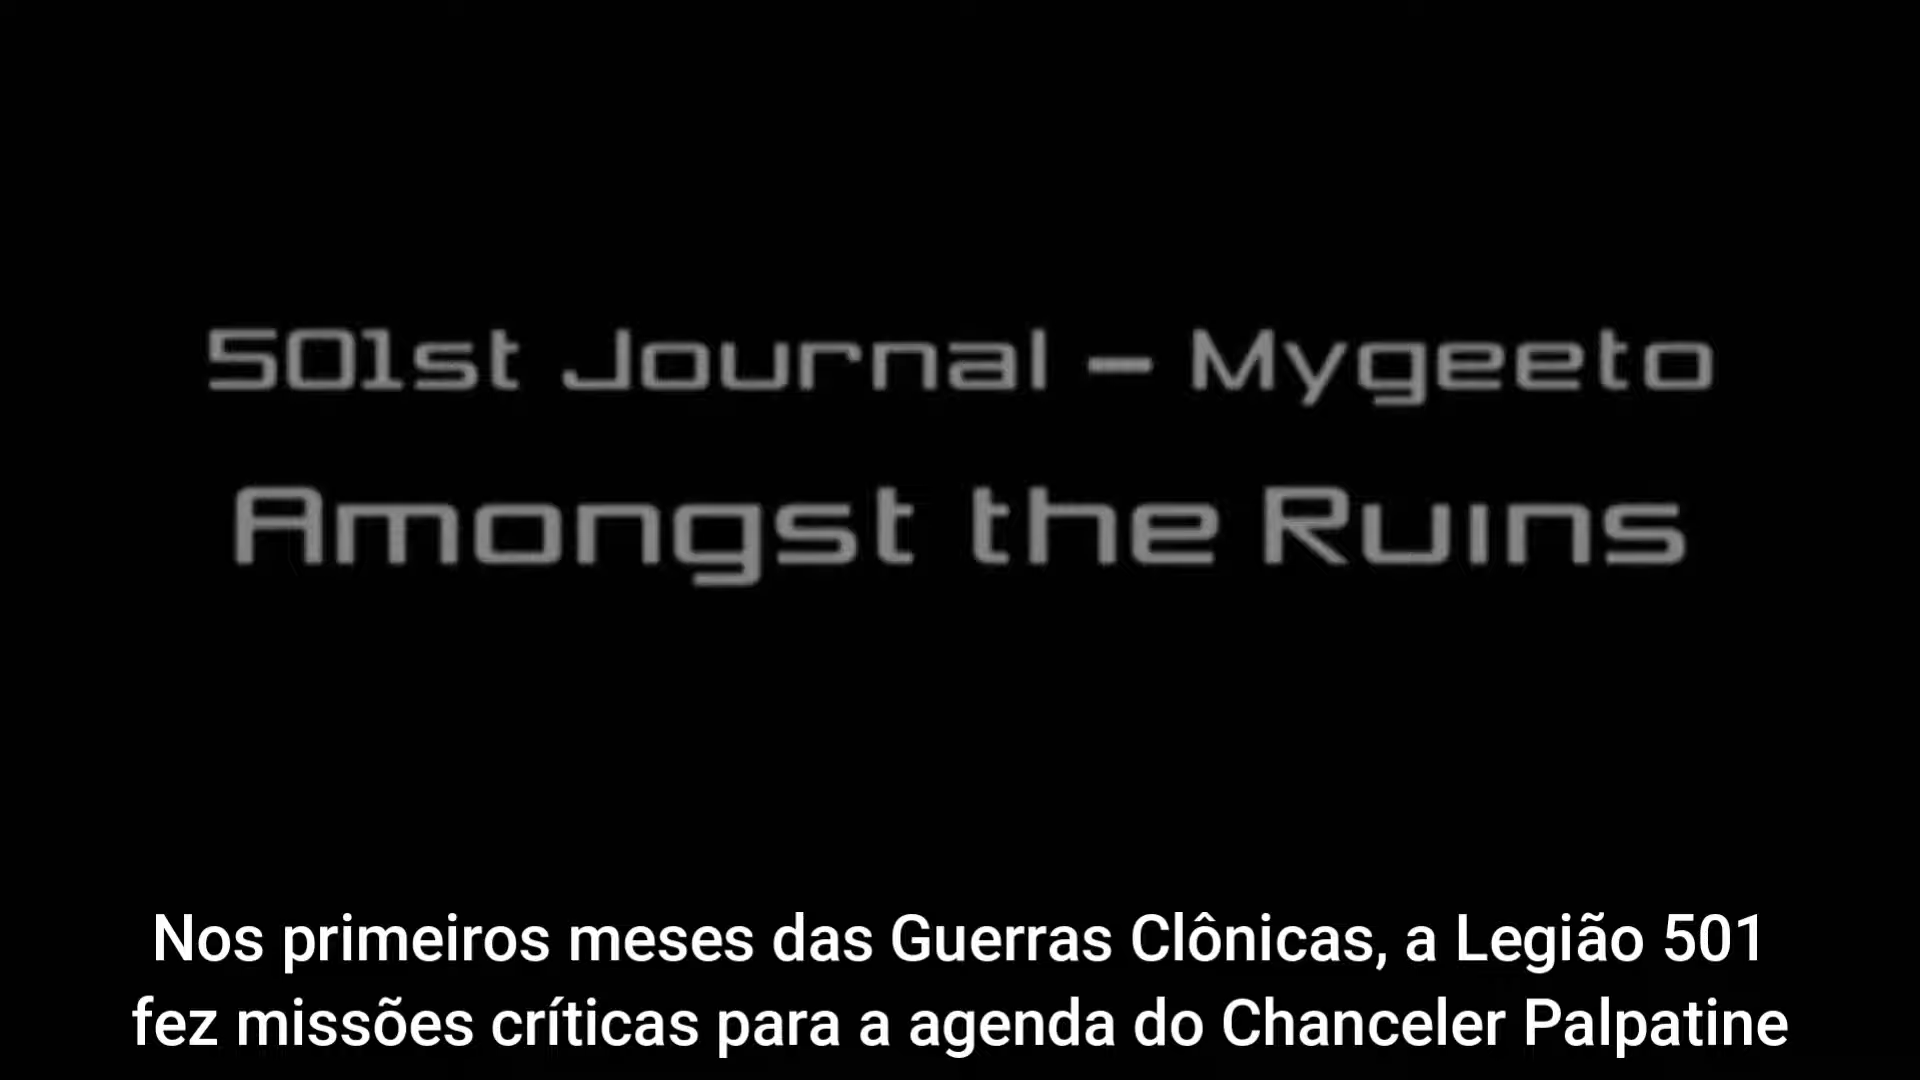 501st Journal – Mygeeto
Amongst the Ruins
Nos primeiros meses das Guerras Clônicas, a Legião 501
fez missões críticas para a agenda do Chanceler Palpatine